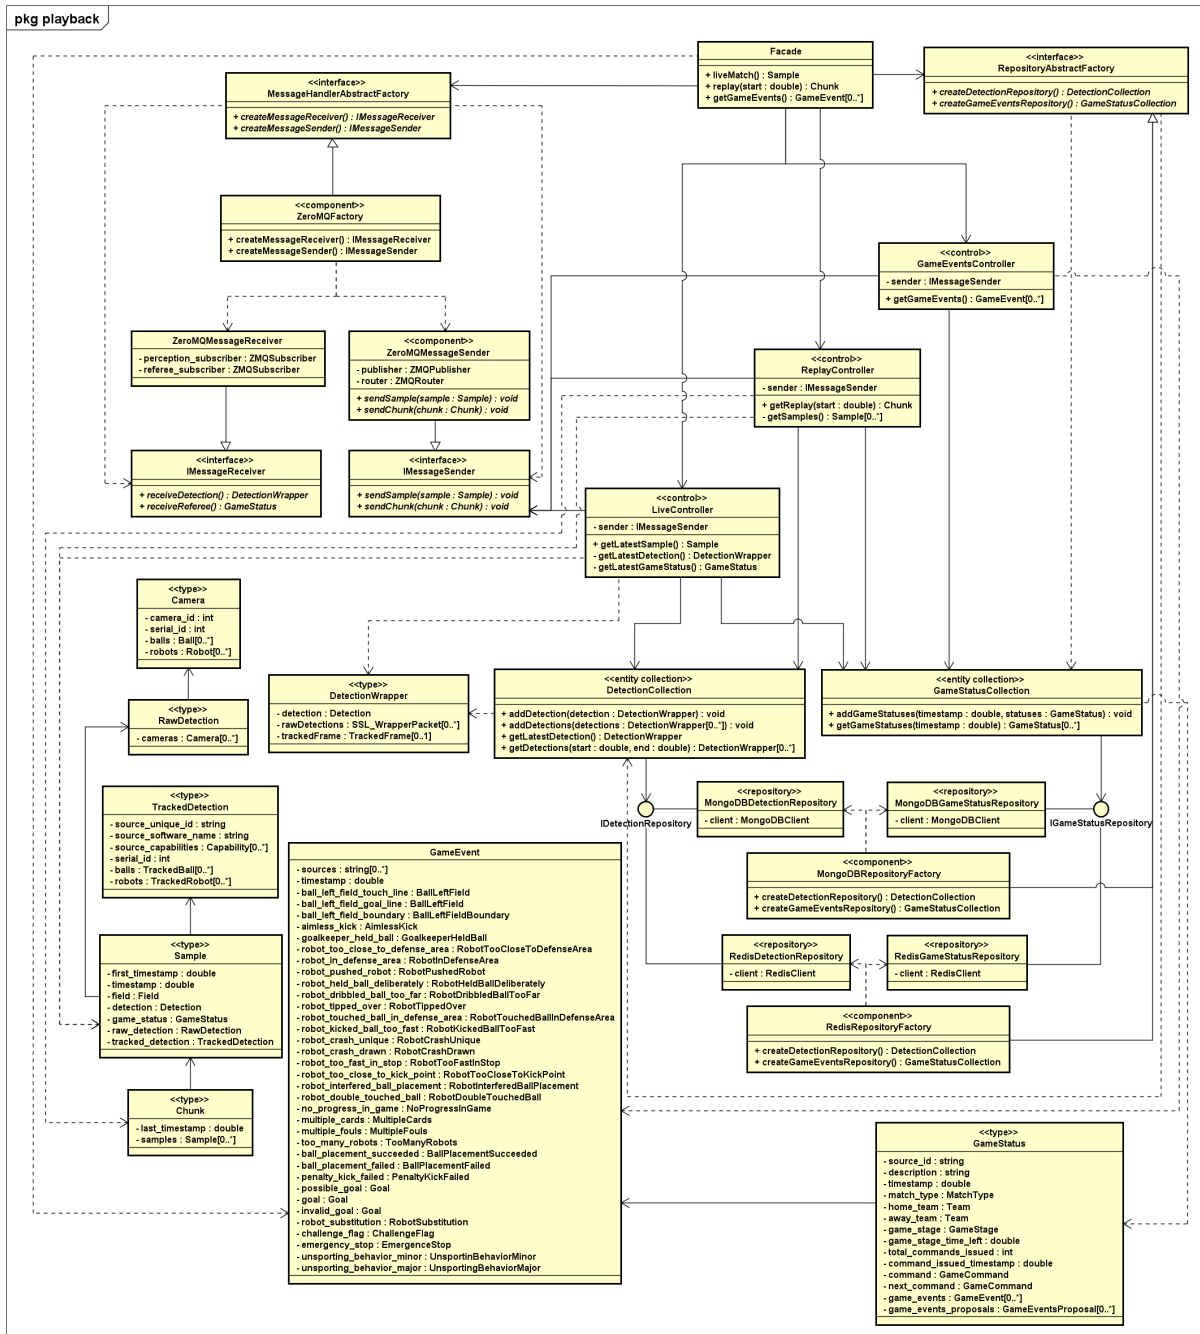 pkg playback
Facade
+ liveMatch() : Sample
+ replay(start : double) : Chunk
+ getGameEvents() : GameEvent[0..*]
<<interface>>
RepositoryAbstractFactory
+ createDetectionRepository() : DetectionCollection
+ createGameEventsRepository() : GameStatusCollection
<<interface>>
MessageHandlerAbstractFactory
+ createMessageReceiver() : IMessageReceiver
+ createMessageSender() : IMessageSender
<<component>>
ZeroMQFactory
+ createMessageReceiver() : IMessageReceiver
+ createMessageSender() : IMessageSender
<<control>>
GameEventsController
- sender : IMessageSender
+ getGameEvents() : GameEvent[0..*]
ZeroMQMessageReceiver
- perception_subscriber : ZMQSubscriber
- referee_subscriber : ZMQSubscriber
<<component>>
ZeroMQMessageSender
- publisher : ZMQPublisher
- router : ZMQRouter
+ sendSample(sample : Sample) : void
+ sendChunk(chunk : Chunk) : void
<<control>>
ReplayController
- sender : IMessageSender
+ getReplay(start : double) : Chunk
- getSamples() : Sample[0..*]
<<interface>>
IMessageReceiver
+ receiveDetection() : DetectionWrapper
+ receiveReferee() : GameStatus
<<interface>>
IMessageSender
+ sendSample(sample : Sample) : void
+ sendChunk(chunk : Chunk) : void
<<control>>
LiveController
- sender : IMessageSender
+ getLatestSample() : Sample
- getLatestDetection() : DetectionWrapper
- getLatestGameStatus() : GameStatus
<<type>>
Camera
- camera_id : int
- serial_id : int
- balls : Ball[0..*]
- robots : Robot[0..*]
<<type>>
RawDetection
- cameras : Camera[0..*]
<<type>>
DetectionWrapper
- detection : Detection
- rawDetections : SSL_WrapperPacket[0..*]
- trackedFrame : TrackedFrame[0..1]
<<entity collection>>
DetectionCollection
+ addDetection(detection : DetectionWrapper) : void
+ addDetections(detections : DetectionWrapper[0..*]) : void
+ getLatestDetection() : DetectionWrapper
+ getDetections(start : double, end : double) : DetectionWrapper[0..*]
<<entity collection>>
GameStatusCollection
+ addGameStatuses(timestamp : double, statuses : GameStatus) : void
+ getGameStatuses(timestamp : double) : GameStatus[0..*]
<<type>>
TrackedDetection
- source_unique_id : string
- source_software_name : string
- source_capabilities : Capability[0..*]
- serial_id : int
- balls : TrackedBall[0..*]
- robots : TrackedRobot[0..*]
IDetectionRepository
<<repository>>
MongoDBDetectionRepository
- client : MongoDBClient
<<repository>>
MongoDBGameStatusRepository
- client : MongoDBClient
IGameStatusRepository
<<component>>
MongoDBRepositoryFactory
+ createDetectionRepository() : DetectionCollection
+ createGameEventsRepository() : GameStatusCollection
<<repository>>
RedisDetectionRepository
- client : RedisClient
<<repository>>
RedisGameStatusRepository
- client : RedisClient
<<component>>
RedisRepositoryFactory
+ createDetectionRepository() : DetectionCollection
+ createGameEventsRepository() : GameStatusCollection
<<type>>
Sample
- first_timestamp : double
- timestamp : double
- field : Field
- detection : Detection
- game_status : GameStatus
- raw_detection : RawDetection
- tracked_detection : TrackedDetection
<<type>>
Chunk
- last_timestamp : double
- samples : Sample[0..*]
GameEvent
- sources : string[0..*]
- timestamp : double
- ball_left_field_touch_line : BallLeftField
- ball_left_field_goal_line : BallLeftField
- ball_left_field_boundary : BallLeftFieldBoundary
- aimless_kick : AimlessKick
- goalkeeper_held_ball : GoalkeeperHeldBall
- robot_too_close_to_defense_area : RobotTooCloseToDefenseArea
- robot_in_defense_area : RobotInDefenseArea
- robot_pushed_robot : RobotPushedRobot
- robot_held_ball_deliberately : RobotHeldBallDeliberately
- robot_dribbled_ball_too_far : RobotDribbledBallTooFar
- robot_tipped_over : RobotTippedOver
- robot_touched_ball_in_defense_area : RobotTouchedBallInDefenseArea
- robot_kicked_ball_too_fast : RobotKickedBallTooFast
- robot_crash_unique : RobotCrashUnique
- robot_crash_drawn : RobotCrashDrawn
- robot_too_fast_in_stop : RobotTooFastInStop
- robot_too_close_to_kick_point : RobotTooCloseToKickPoint
- robot_interfered_ball_placement : RobotInterferedBallPlacement
- robot_double_touched_ball : RobotDoubleTouchedBall
- no_progress_in_game : NoProgressInGame
- multiple_cards : MultipleCards
- multiple_fouls : MultipleFouls
- too_many_robots : TooManyRobots
- ball_placement_succeeded : BallPlacementSucceeded
- ball_placement_failed : BallPlacementFailed
- penalty_kick_failed : PenaltyKickFailed
- possible_goal : Goal
- goal : Goal
- invalid_goal : Goal
- robot_substitution : RobotSubstitution
- challenge_flag : ChallengeFlag
- emergency_stop : EmergenceStop
- unsporting_behavior_minor : UnsportinBehaviorMinor
- unsporting_behavior_major : UnsportingBehaviorMajor
<<type>>
GameStatus
- source_id : string
- description : string
- timestamp : double
- match_type : MatchType
- home_team : Team
- away_team : Team
- game_stage : GameStage
- game_stage_time_left : double
- total_commands_issued : int
- command_issued_timestamp : double
- command : GameCommand
- next_command : GameCommand
- game_events : GameEvent[0..*]
- game_events_proposals : GameEventsProposal[0..*]